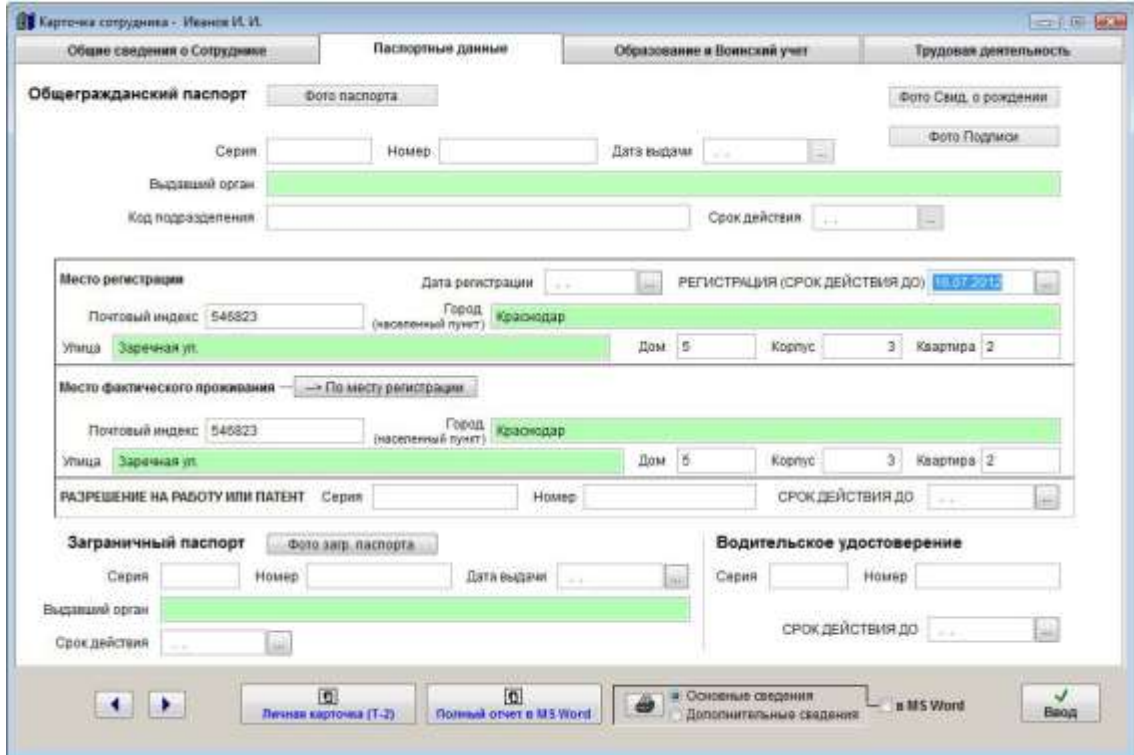 Карточка сотрудника - Иванов И. И.
Общие сведения о Сотруднике Паспортные данные Образование и Воинский учет Трудовая деятельность
Общегражданский паспорт Фото паспорта Фото Свид. о рождении
Фото Подписи
Серия Номер Дата выдачи . . ...
Выдавший орган
Код подразделения Срок действия . . ...
Место регистрации Дата регистрации . . ... РЕГИСТРАЦИЯ (СРОК ДЕЙСТВИЯ ДО) 18.07.2012 ...
Почтовый индекс 546823 Город (населенный пункт) Краснодар
Улица Заречная ул. Дом 5 Корпус 3 Квартира 2
Место фактического проживания --> По месту регистрации
Почтовый индекс 546823 Город (населенный пункт) Краснодар
Улица Заречная ул. Дом 5 Корпус 3 Квартира 2
РАЗРЕШЕНИЕ НА РАБОТУ ИЛИ ПАТЕНТ Серия Номер СРОК ДЕЙСТВИЯ ДО . . ...
Заграничный паспорт Фото загр. паспорта Водительское удостоверение
Серия Номер Дата выдачи . . ... Серия Номер
Выдавший орган
Срок действия . . ... СРОК ДЕЙСТВИЯ ДО . . ...
Личная карточка (Т-2) Полный отчет в MS Word Основные сведения в MS Word Ввод
Дополнительные сведения